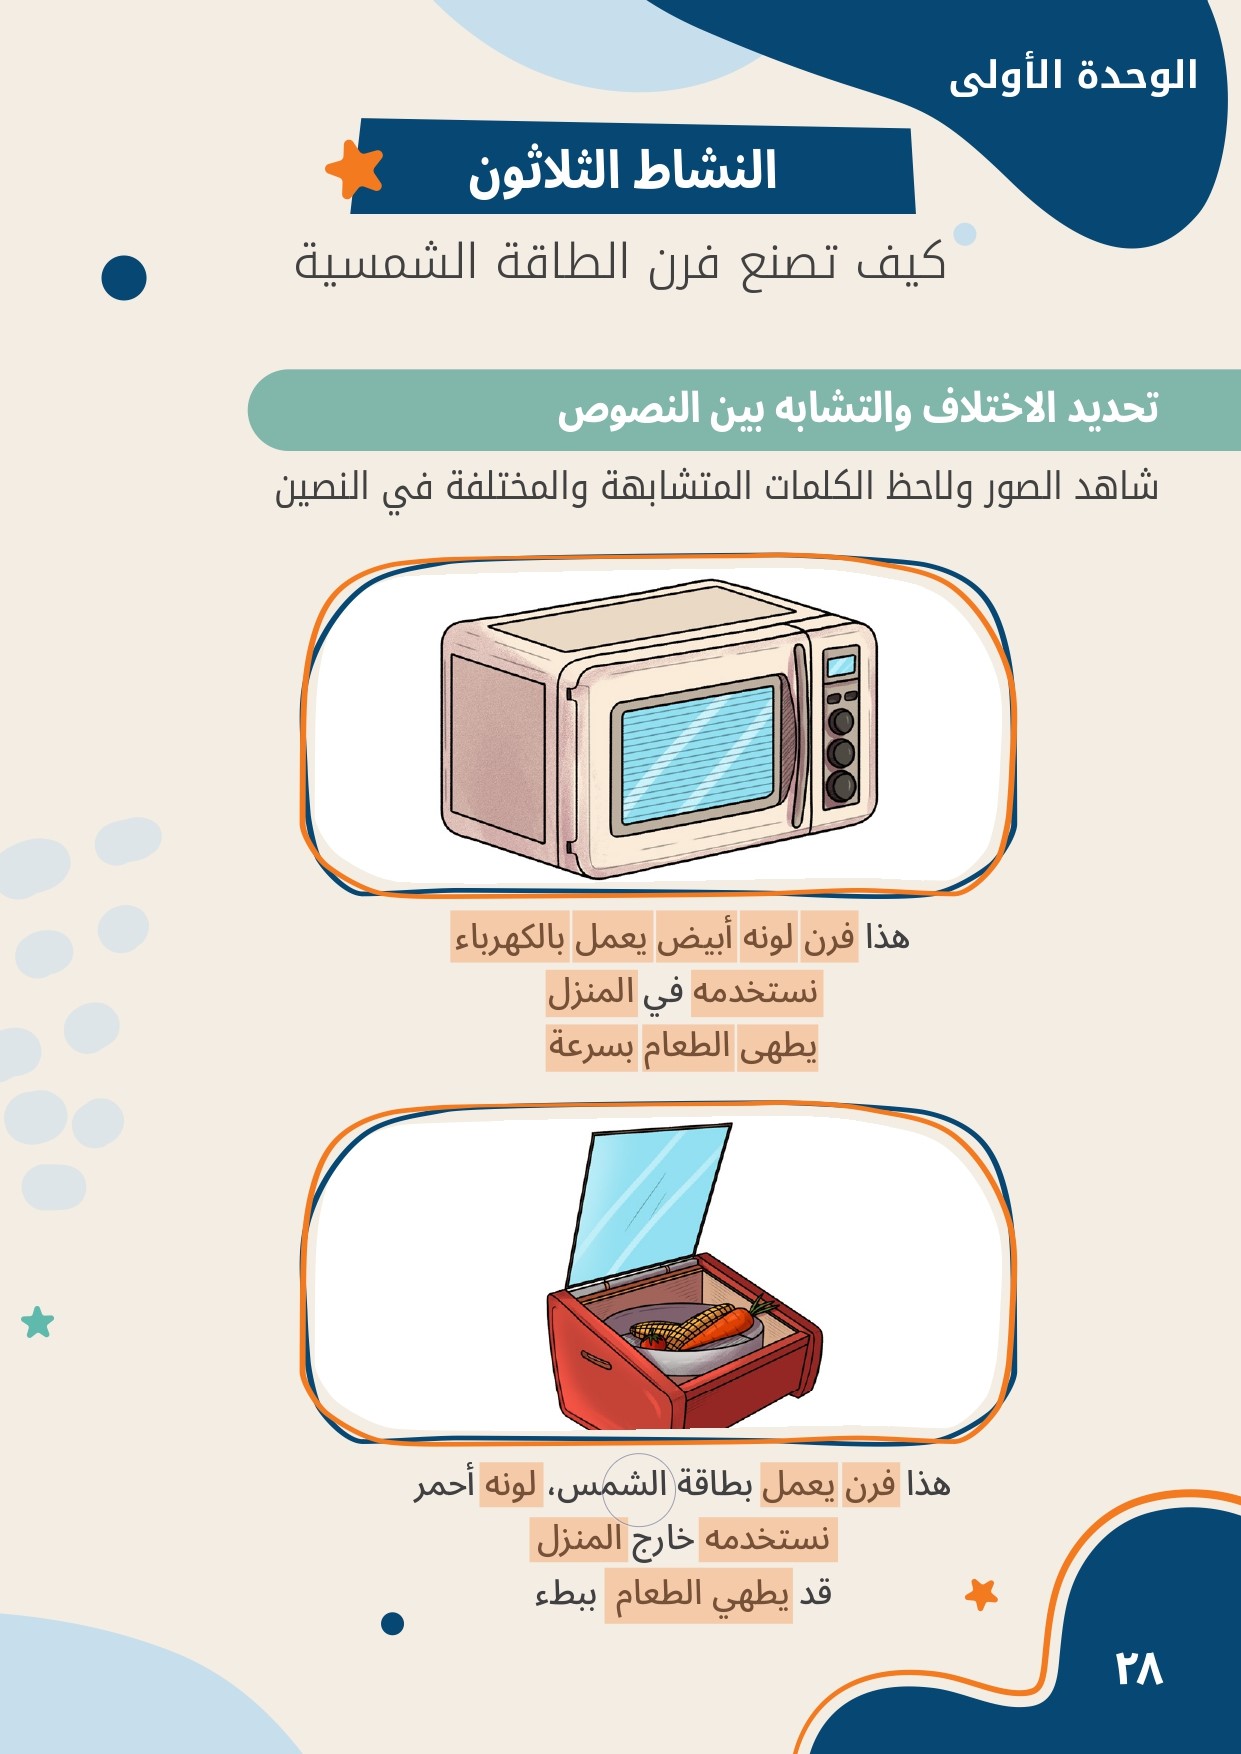 الوحدة الأولى
النشاط الثلاثون
كيف تصنع فرن الطاقة الشمسية
تحديد الاختلاف والتشابه بين النصوص
شاهد الصور ولاحظ الكلمات المتشابهة والمختلفة في النصين
هذا فرن لونه أبيض يعمل بالكهرباء
نستخدمه في المنزل
يطهى الطعام بسرعة
هذا فرن يعمل بطاقة الشمس، لونه أحمر
نستخدمه خارج المنزل
قد يطهي الطعام ببطء
٢٨